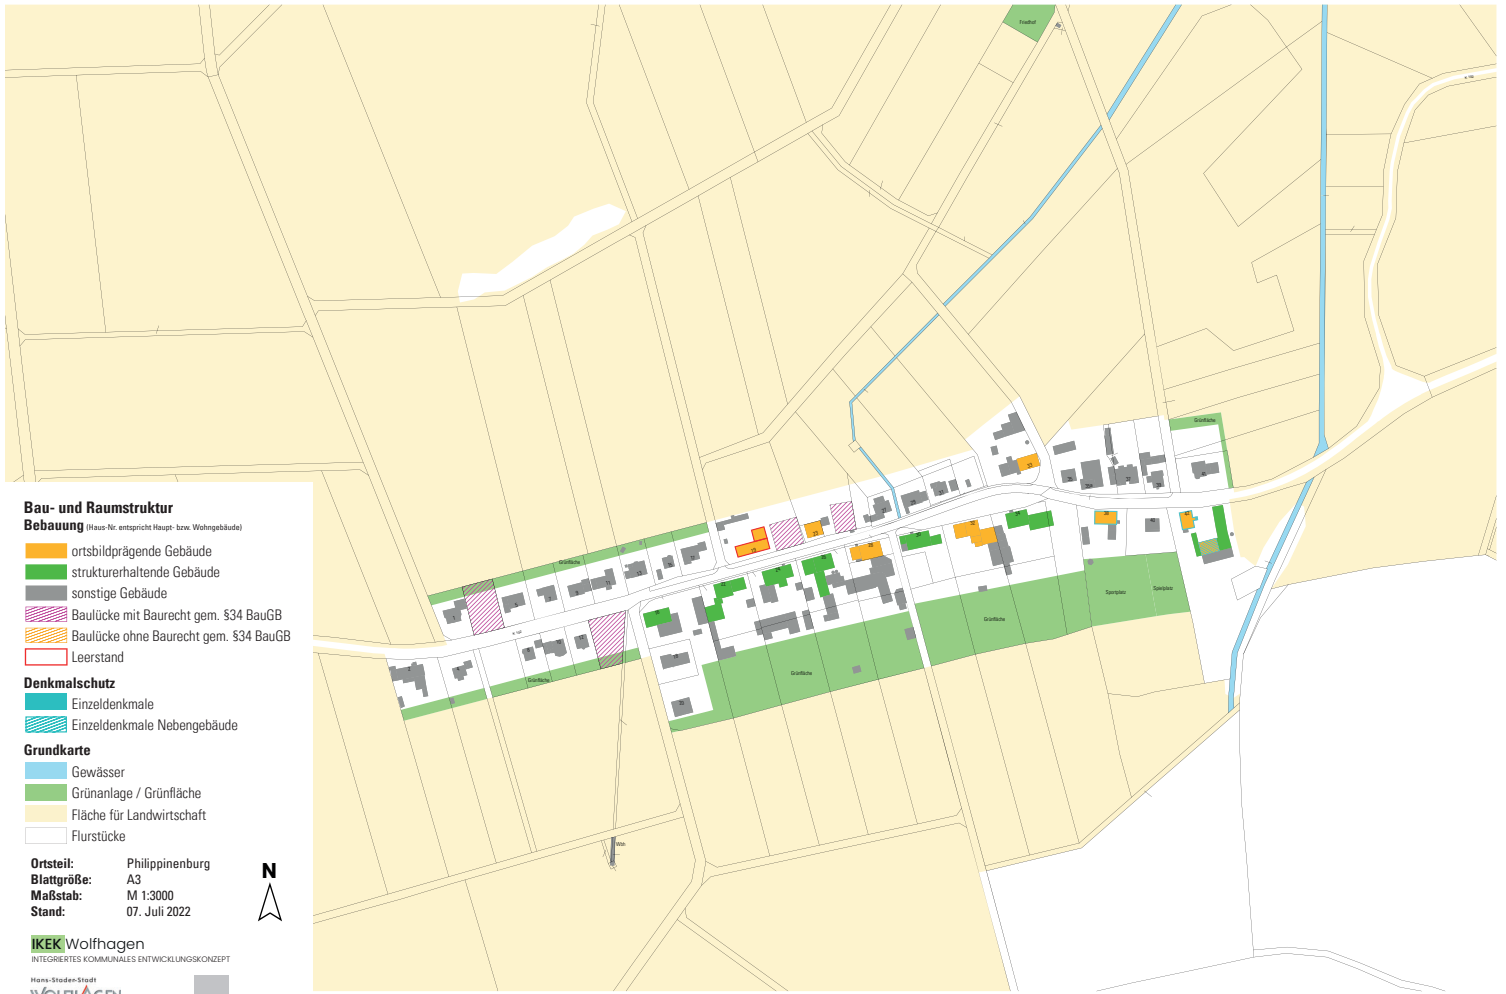 Friedhof
Grünfläche
Grünfläche
Sportplatz
Spielplatz
Grünfläche
Grünfläche
Grünfläche
Bau- und Raumstruktur
Bebauung (Haus-Nr. entspricht Haupt- bzw. Wohngebäude)
ortsbildprägende Gebäude
strukturerhaltende Gebäude
sonstige Gebäude
Baulücke mit Baurecht gem. §34 BauGB
Baulücke ohne Baurecht gem. §34 BauGB
Leerstand
Denkmalschutz
Einzeldenkmale
Einzeldenkmale Nebengebäude
Grundkarte
Gewässer
Grünanlage / Grünfläche
Fläche für Landwirtschaft
Flurstücke
Ortsteil: Philippinenburg
Blattgröße: A3
Maßstab: M 1:3000
Stand: 07. Juli 2022
N
IKEK Wolfhagen
INTEGRIERTES KOMMUNALES ENTWICKLUNGSKONZEPT
Hans-Staden-Stadt
WOLFHAGEN